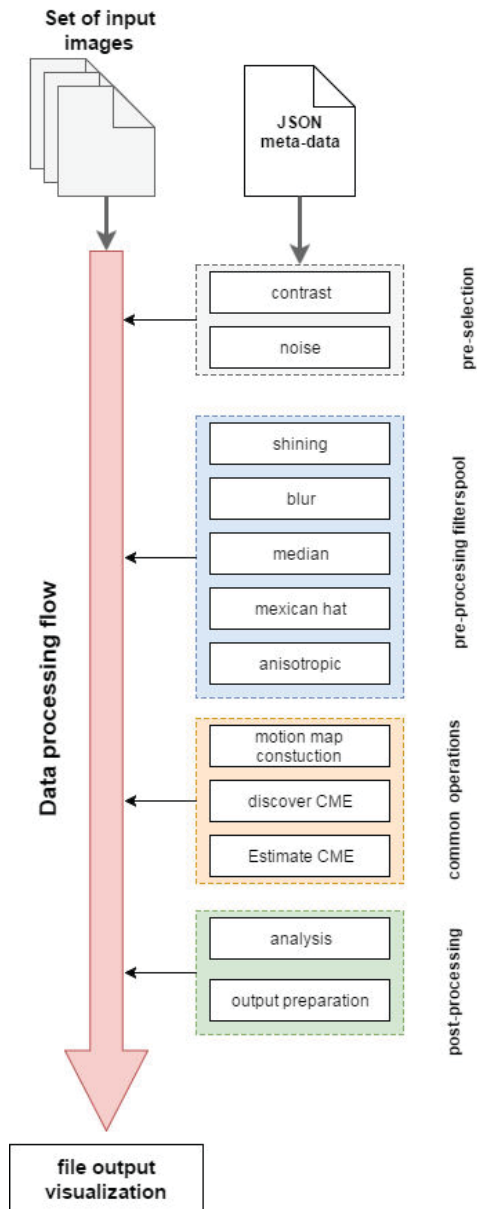 Set of input
images
JSON
meta-data
contrast
noise
pre-selection
shining
blur
median
mexican hat
anisotropic
pre-procesing filterspool
Data processing flow
motion map
constuction
discover CME
Estimate CME
common operations
analysis
output preparation
post-processing
file output
visualization